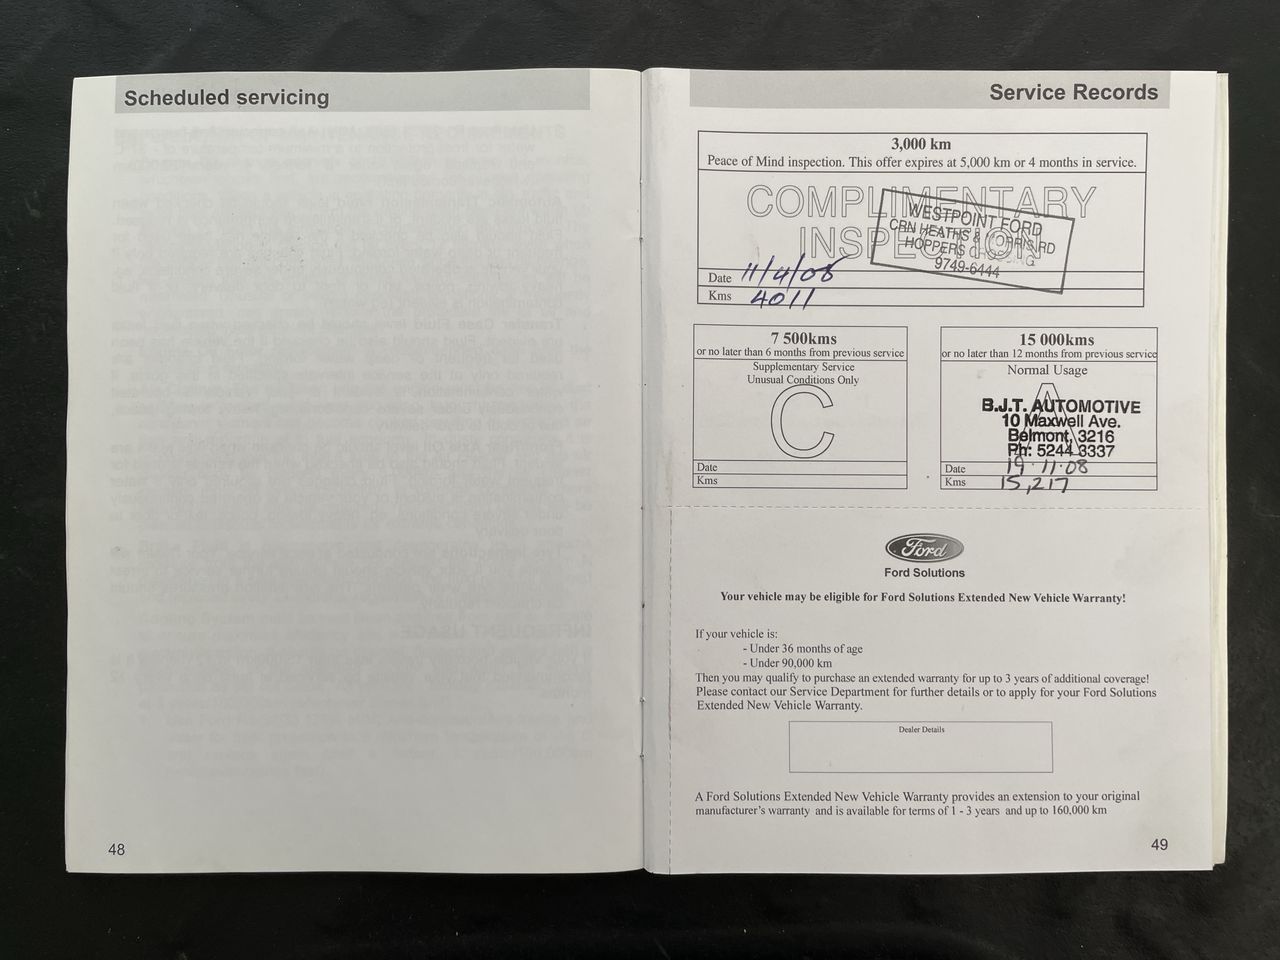 Scheduled servicing
48
Service Records
3,000 km
Peace of Mind inspection. This offer expires at 5,000 km or 4 months in service.
COMPLIMENTARY
INSPECTION
WESTPOINT FORD
CRN HEATHS & MORRIS RD
HOPPERS CROSSING
9749-6444
Date 11/4/08
Kms 4011
7 500kms
or no later than 6 months from previous service
Supplementary Service
Unusual Conditions Only
C
Date
Kms
15 000kms
or no later than 12 months from previous service
Normal Usage
A
B.J.T. AUTOMOTIVE
10 Maxwell Ave.
Belmont, 3216
Ph: 5244 3337
Date 19·11·08
Kms 15,217
Ford
Ford Solutions
Your vehicle may be eligible for Ford Solutions Extended New Vehicle Warranty!
If your vehicle is:
- Under 36 months of age
- Under 90,000 km
Then you may qualify to purchase an extended warranty for up to 3 years of additional coverage!
Please contact our Service Department for further details or to apply for your Ford Solutions
Extended New Vehicle Warranty.
Dealer Details
A Ford Solutions Extended New Vehicle Warranty provides an extension to your original
manufacturer's warranty and is available for terms of 1 - 3 years and up to 160,000 km
49